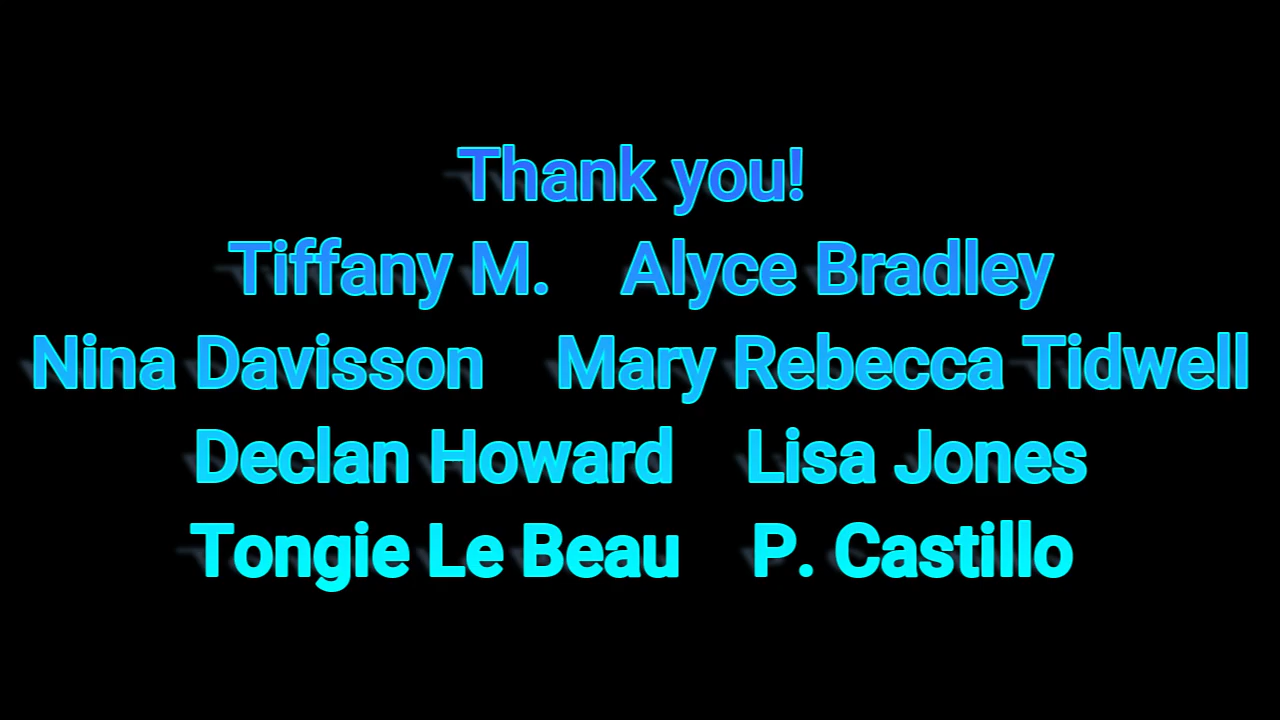 Thank you!
Tiffany M. Alyce Bradley
Nina Davisson Mary Rebecca Tidwell
Declan Howard Lisa Jones
Tongie Le Beau P. Castillo